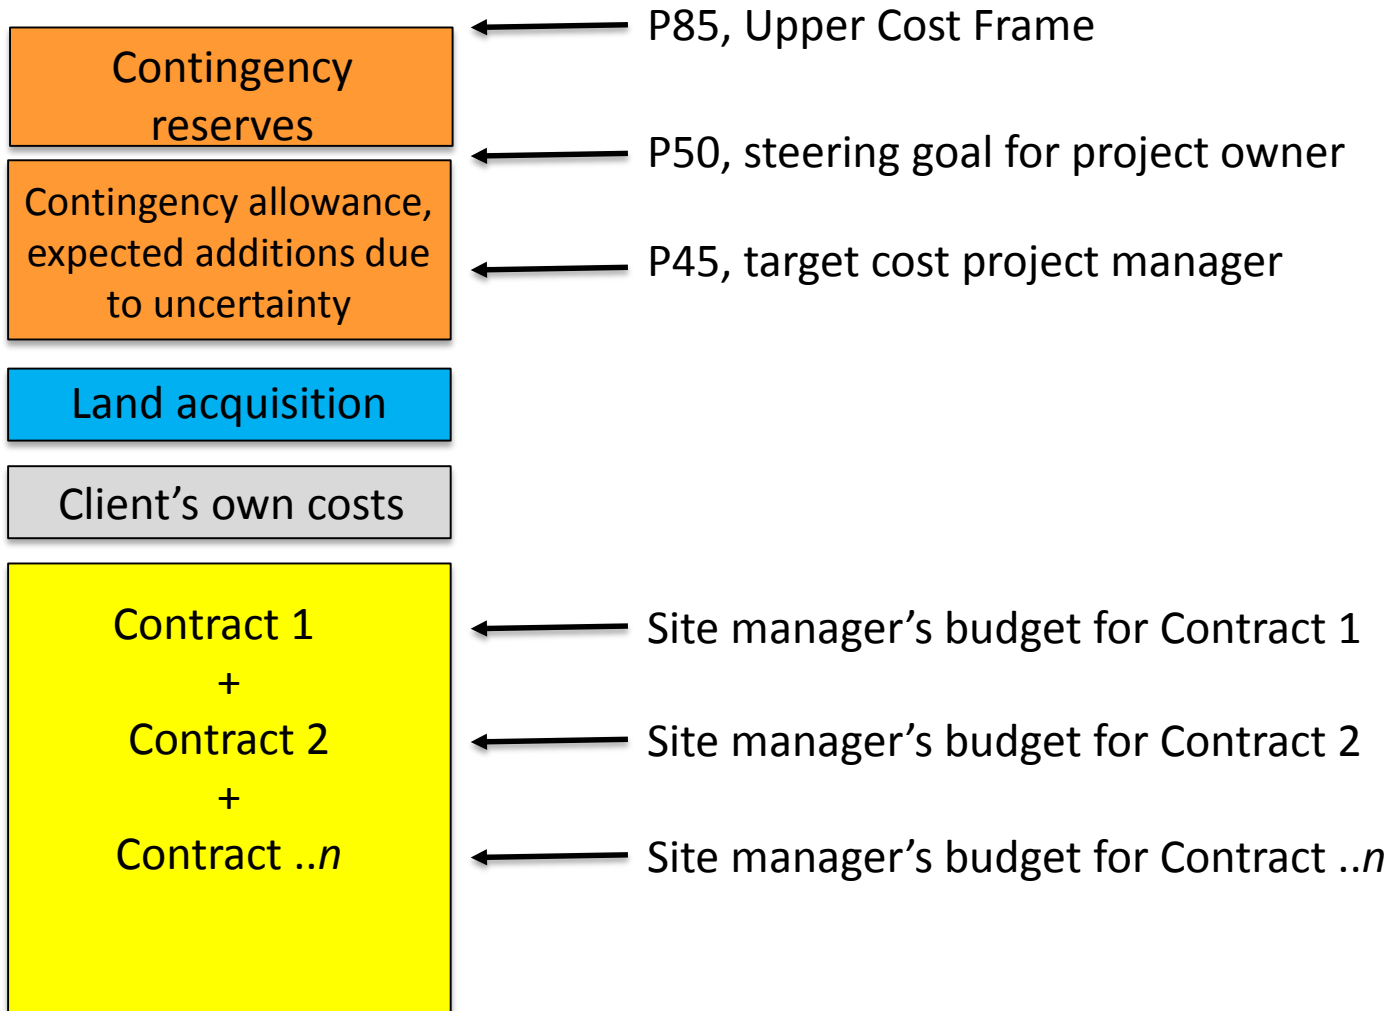 P85, Upper Cost Frame
Contingency
reserves
P50, steering goal for project owner
Contingency allowance,
expected additions due
to uncertainty
P45, target cost project manager
Land acquisition
Client’s own costs
Contract 1
Site manager’s budget for Contract 1
+
Contract 2
Site manager’s budget for Contract 2
+
Contract ..n
Site manager’s budget for Contract ..n